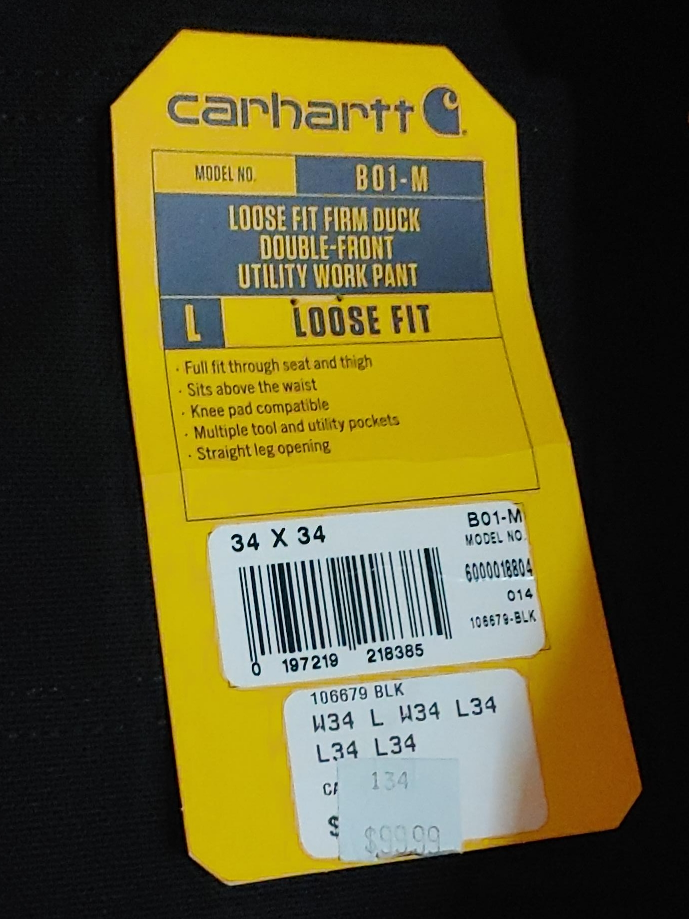 carhartt
MODEL NO. B01-M
LOOSE FIT FIRM DUCK
DOUBLE-FRONT
UTILITY WORK PANT
L LOOSE FIT
· Full fit through seat and thigh
· Sits above the waist
· Knee pad compatible
· Multiple tool and utility pockets
· Straight leg opening
34 X 34
B01-M
MODEL NO.
6000018804
014
106679-BLK
0 197219 218385
106679 BLK
W34 L W34 L34
L34 L34
134
$
$99.99